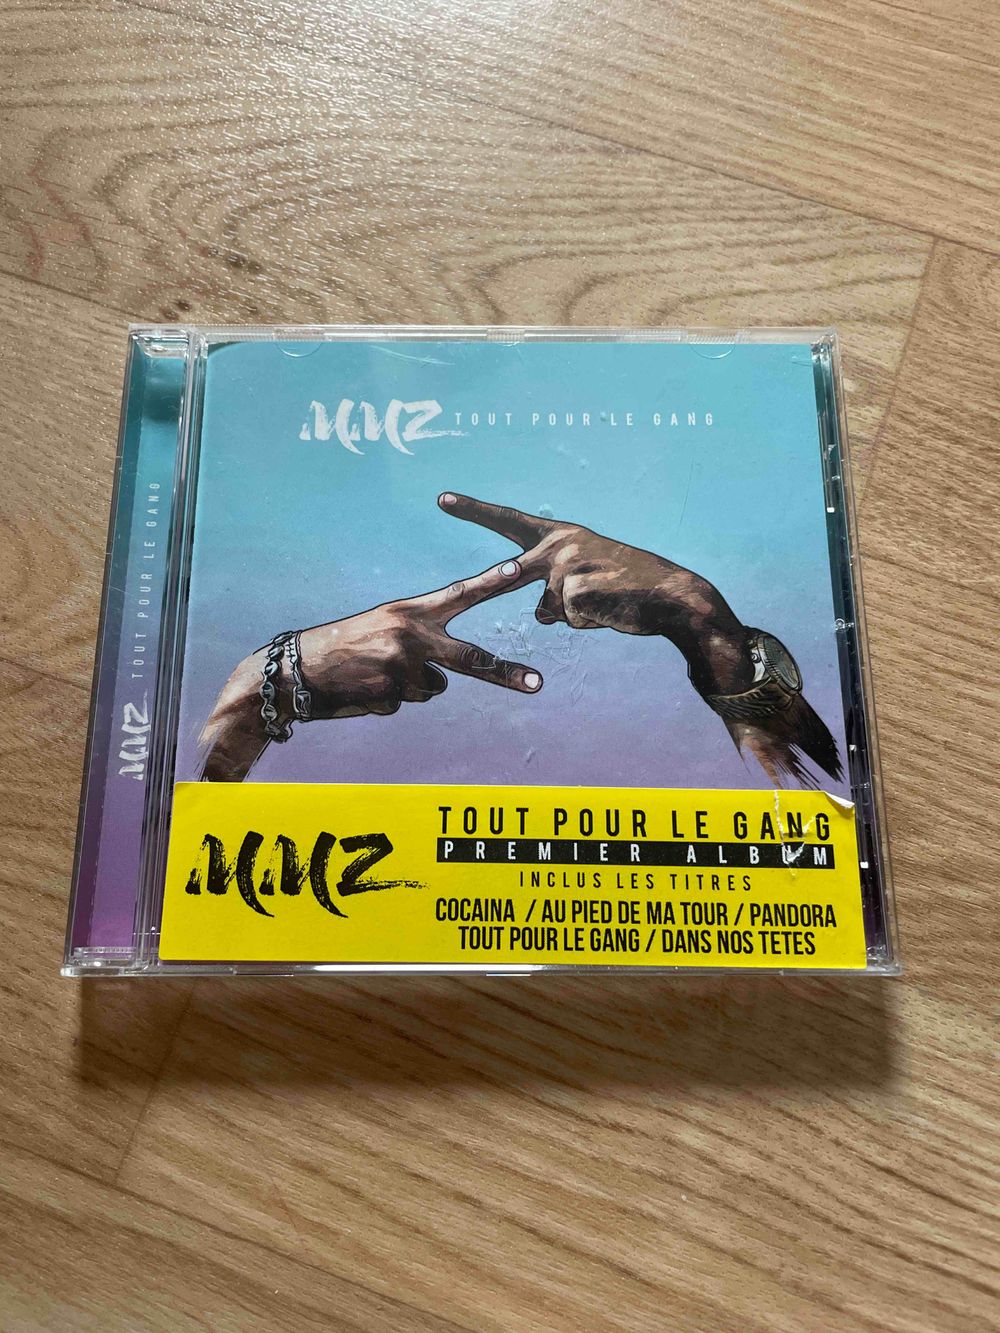 MMZ TOUT POUR LE GANG
MMZ TOUT POUR LE GANG
MMZ
TOUT POUR LE GANG
PREMIER ALBUM
INCLUS LES TITRES
COCAINA / AU PIED DE MA TOUR / PANDORA
TOUT POUR LE GANG / DANS NOS TETES